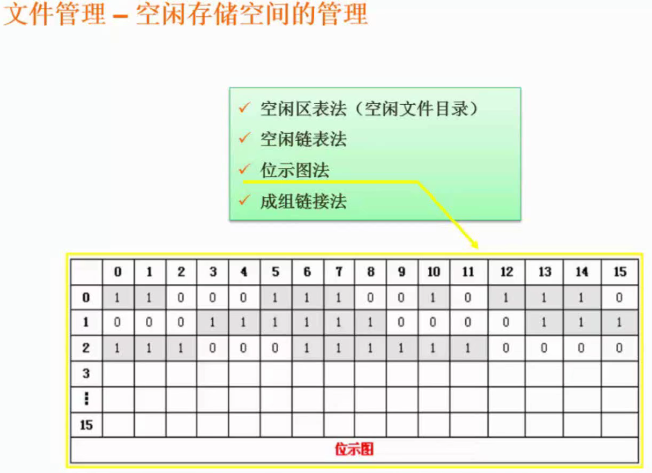 文件管理 – 空闲存储空间的管理
✓ 空闲区表法（空闲文件目录）
✓ 空闲链表法
✓ 位示图法
✓ 成组链接法
0 1 2 3 4 5 6 7 8 9 10 11 12 13 14 15
0 1 1 0 0 0 1 1 1 0 0 1 0 1 1 1 0
1 0 0 0 1 1 1 1 1 1 0 0 0 0 1 1 1
2 1 1 1 0 0 0 1 1 1 1 1 1 0 0 0 0
3
⋮
15
位示图